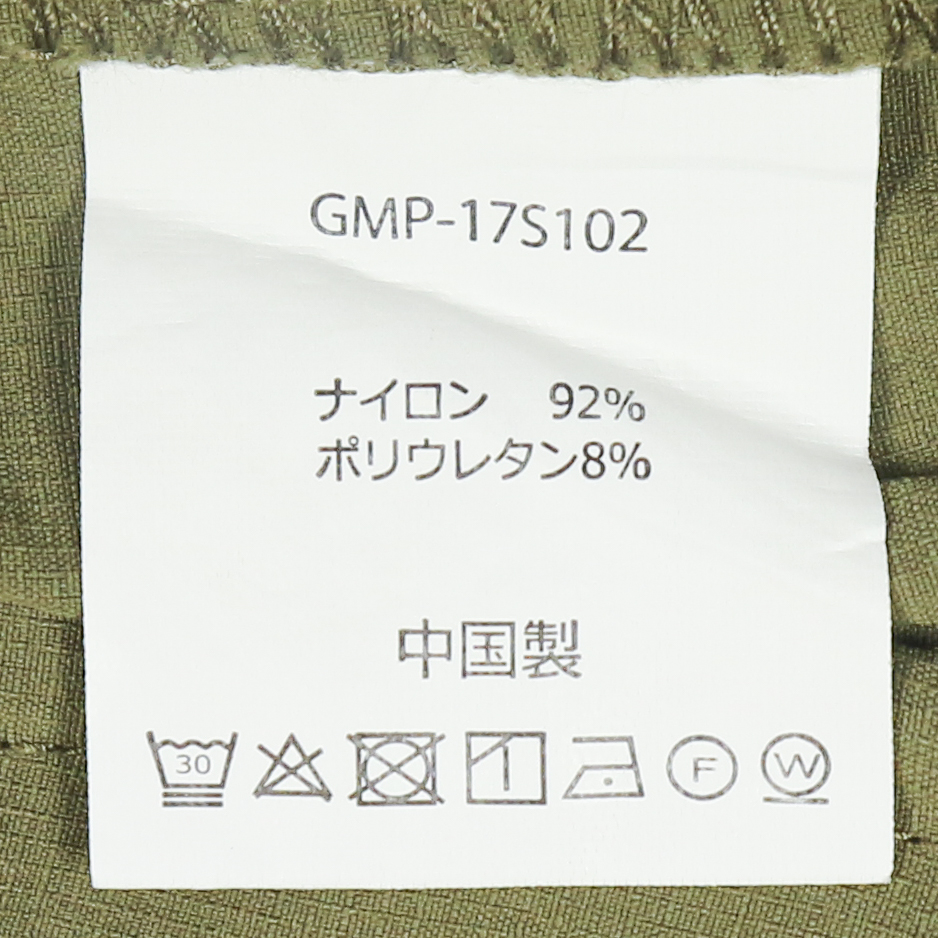 GMP-17S102
ナイロン 92%
ポリウレタン8%
中国製
30 F W